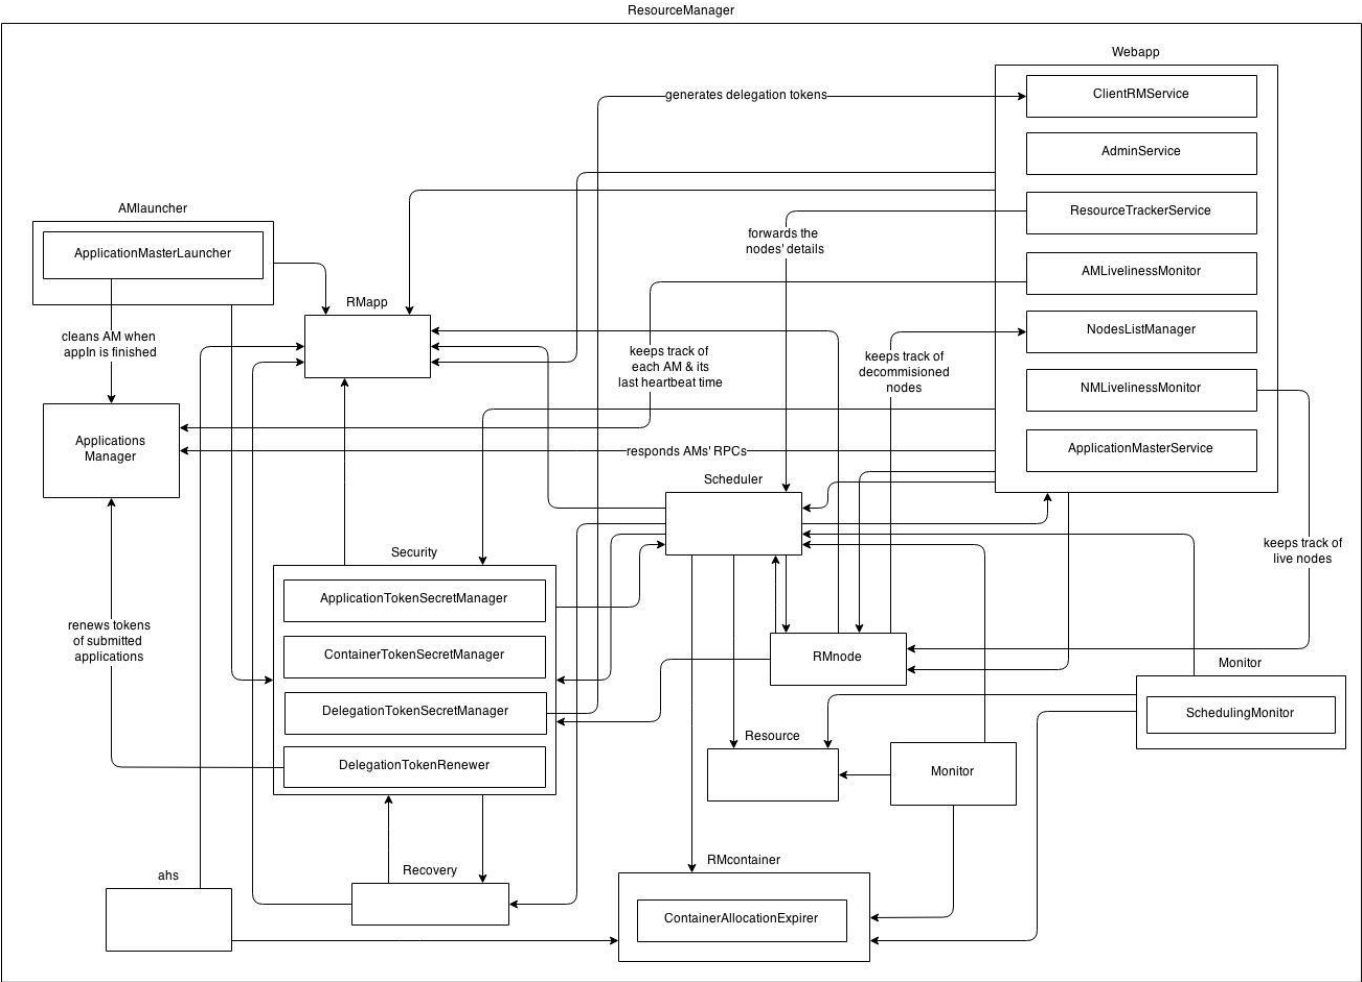 ResourceManager
Webapp
ClientRMService
AdminService
ResourceTrackerService
AMLivelinessMonitor
NodesListManager
NMLivelinessMonitor
ApplicationMasterService
generates delegation tokens
AMlauncher
ApplicationMasterLauncher
forwards the
nodes' details
RMapp
cleans AM when
appIn is finished
keeps track of
each AM & its
last heartbeat time
keeps track of
decommisioned
nodes
Applications
Manager
responds AMs' RPCs
Scheduler
keeps track of
live nodes
Security
ApplicationTokenSecretManager
ContainerTokenSecretManager
DelegationTokenSecretManager
DelegationTokenRenewer
renews tokens
of submitted
applications
RMnode
Monitor
SchedulingMonitor
Resource
Monitor
Recovery
ahs
RMcontainer
ContainerAllocationExpirer